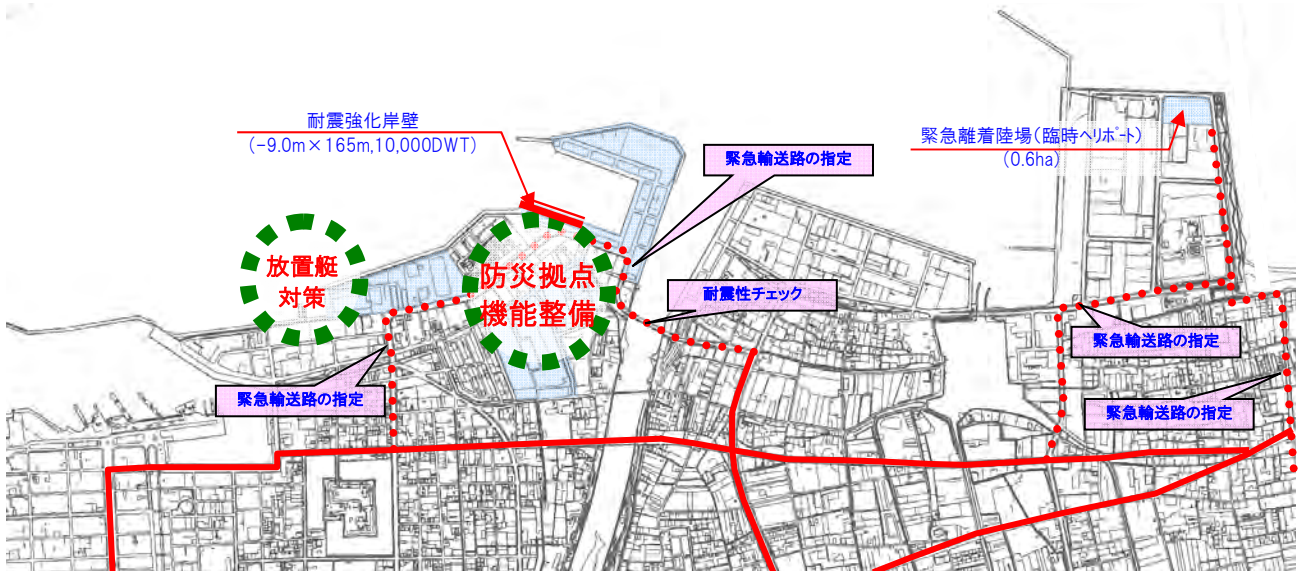 耐震強化岸壁
(-9.0m×165m,10,000DWT)
緊急輸送路の指定
緊急離着陸場(臨時ヘリポート)
(0.6ha)
放置艇
対策
防災拠点
機能整備
耐震性チェック
緊急輸送路の指定
緊急輸送路の指定
緊急輸送路の指定